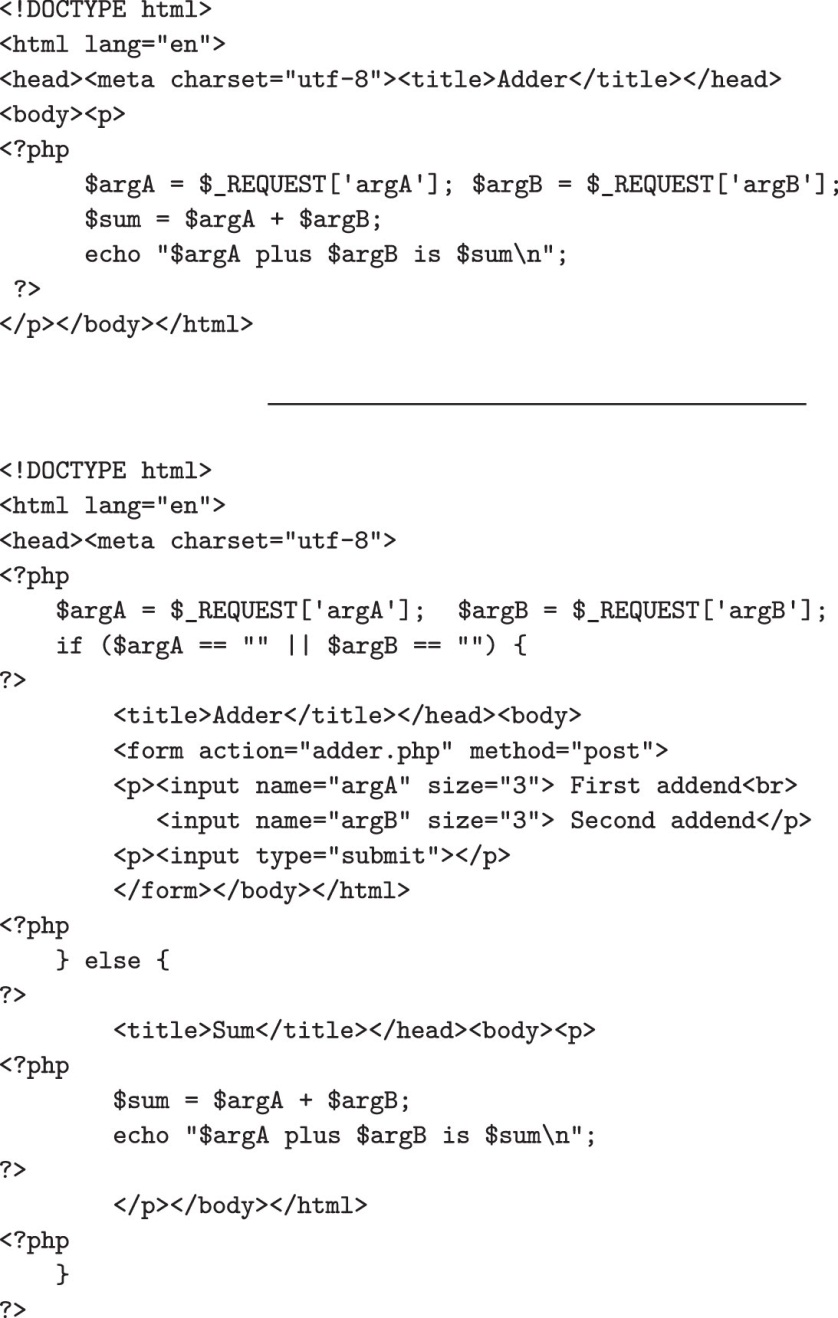 <!DOCTYPE html>
<html lang="en">
<head><meta charset="utf-8"><title>Adder</title></head>
<body><p>
<?php
      $argA = $_REQUEST['argA']; $argB = $_REQUEST['argB'];
      $sum = $argA + $argB;
      echo "$argA plus $argB is $sum\n";
 ?>
</p></body></html>
<!DOCTYPE html>
<html lang="en">
<head><meta charset="utf-8">
<?php
    $argA = $_REQUEST['argA'];  $argB = $_REQUEST['argB'];
    if ($argA == "" || $argB == "") {
?>
        <title>Adder</title></head><body>
        <form action="adder.php" method="post">
        <p><input name="argA" size="3"> First addend<br>
           <input name="argB" size="3"> Second addend</p>
        <p><input type="submit"></p>
        </form></body></html>
<?php
    } else {
?>
        <title>Sum</title></head><body><p>
<?php
        $sum = $argA + $argB;
        echo "$argA plus $argB is $sum\n";
?>
        </p></body></html>
<?php
    }
?>